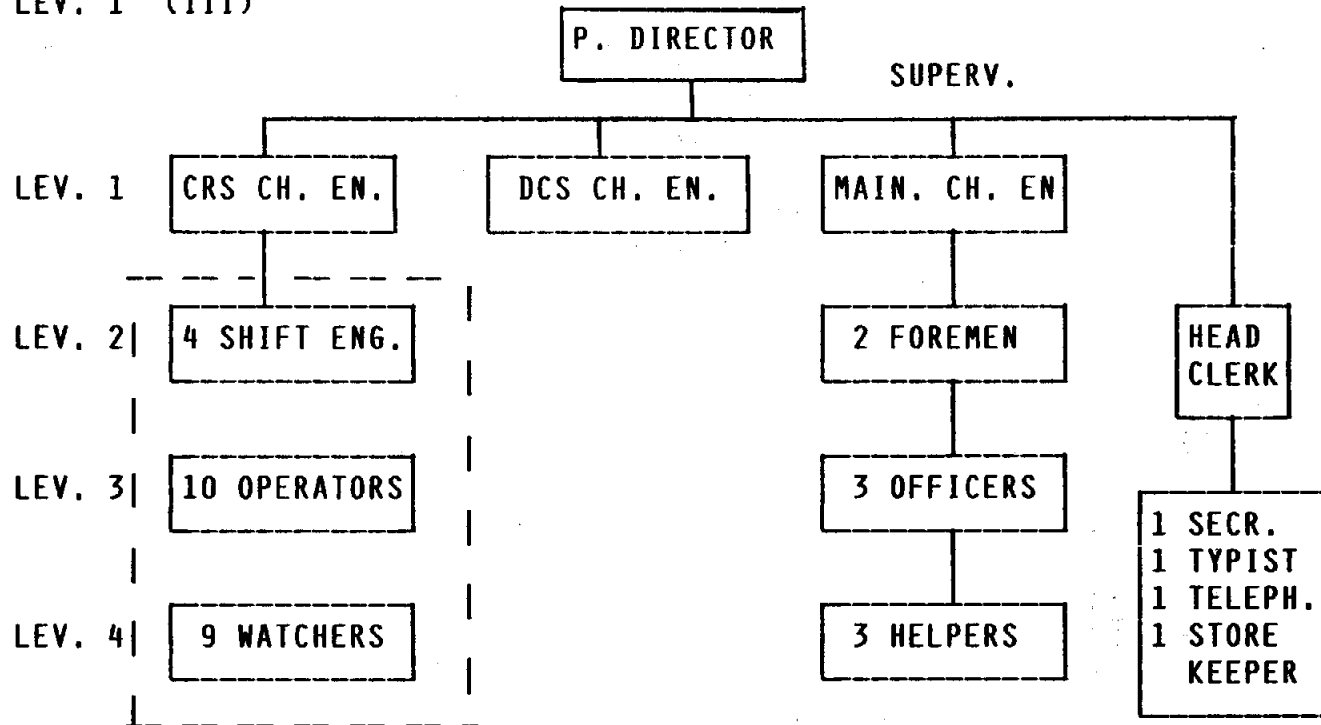 LEV. 1 (III)
P. DIRECTOR
SUPERV.
LEV. 1 CRS CH. EN. DCS CH. EN. MAIN. CH. EN
LEV. 2 4 SHIFT ENG. 2 FOREMEN HEAD
CLERK
LEV. 3 10 OPERATORS 3 OFFICERS
1 SECR.
1 TYPIST
1 TELEPH.
LEV. 4 9 WATCHERS 3 HELPERS 1 STORE
KEEPER